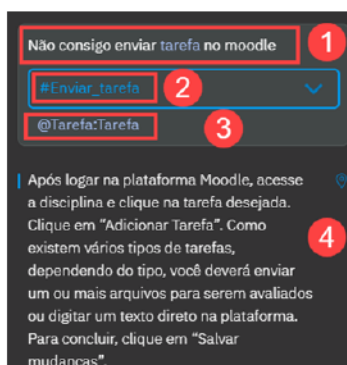 Não consigo enviar tarefa no moodle
1
#Enviar_tarefa
2
@Tarefa:Tarefa
3
Após logar na plataforma Moodle, acesse
a disciplina e clique na tarefa desejada.
Clique em “Adicionar Tarefa”. Como
existem vários tipos de tarefas,
4
dependendo do tipo, você deverá enviar
um ou mais arquivos para serem avaliados
ou digitar um texto direto na plataforma.
Para concluir, clique em “Salvar
mudanças”.